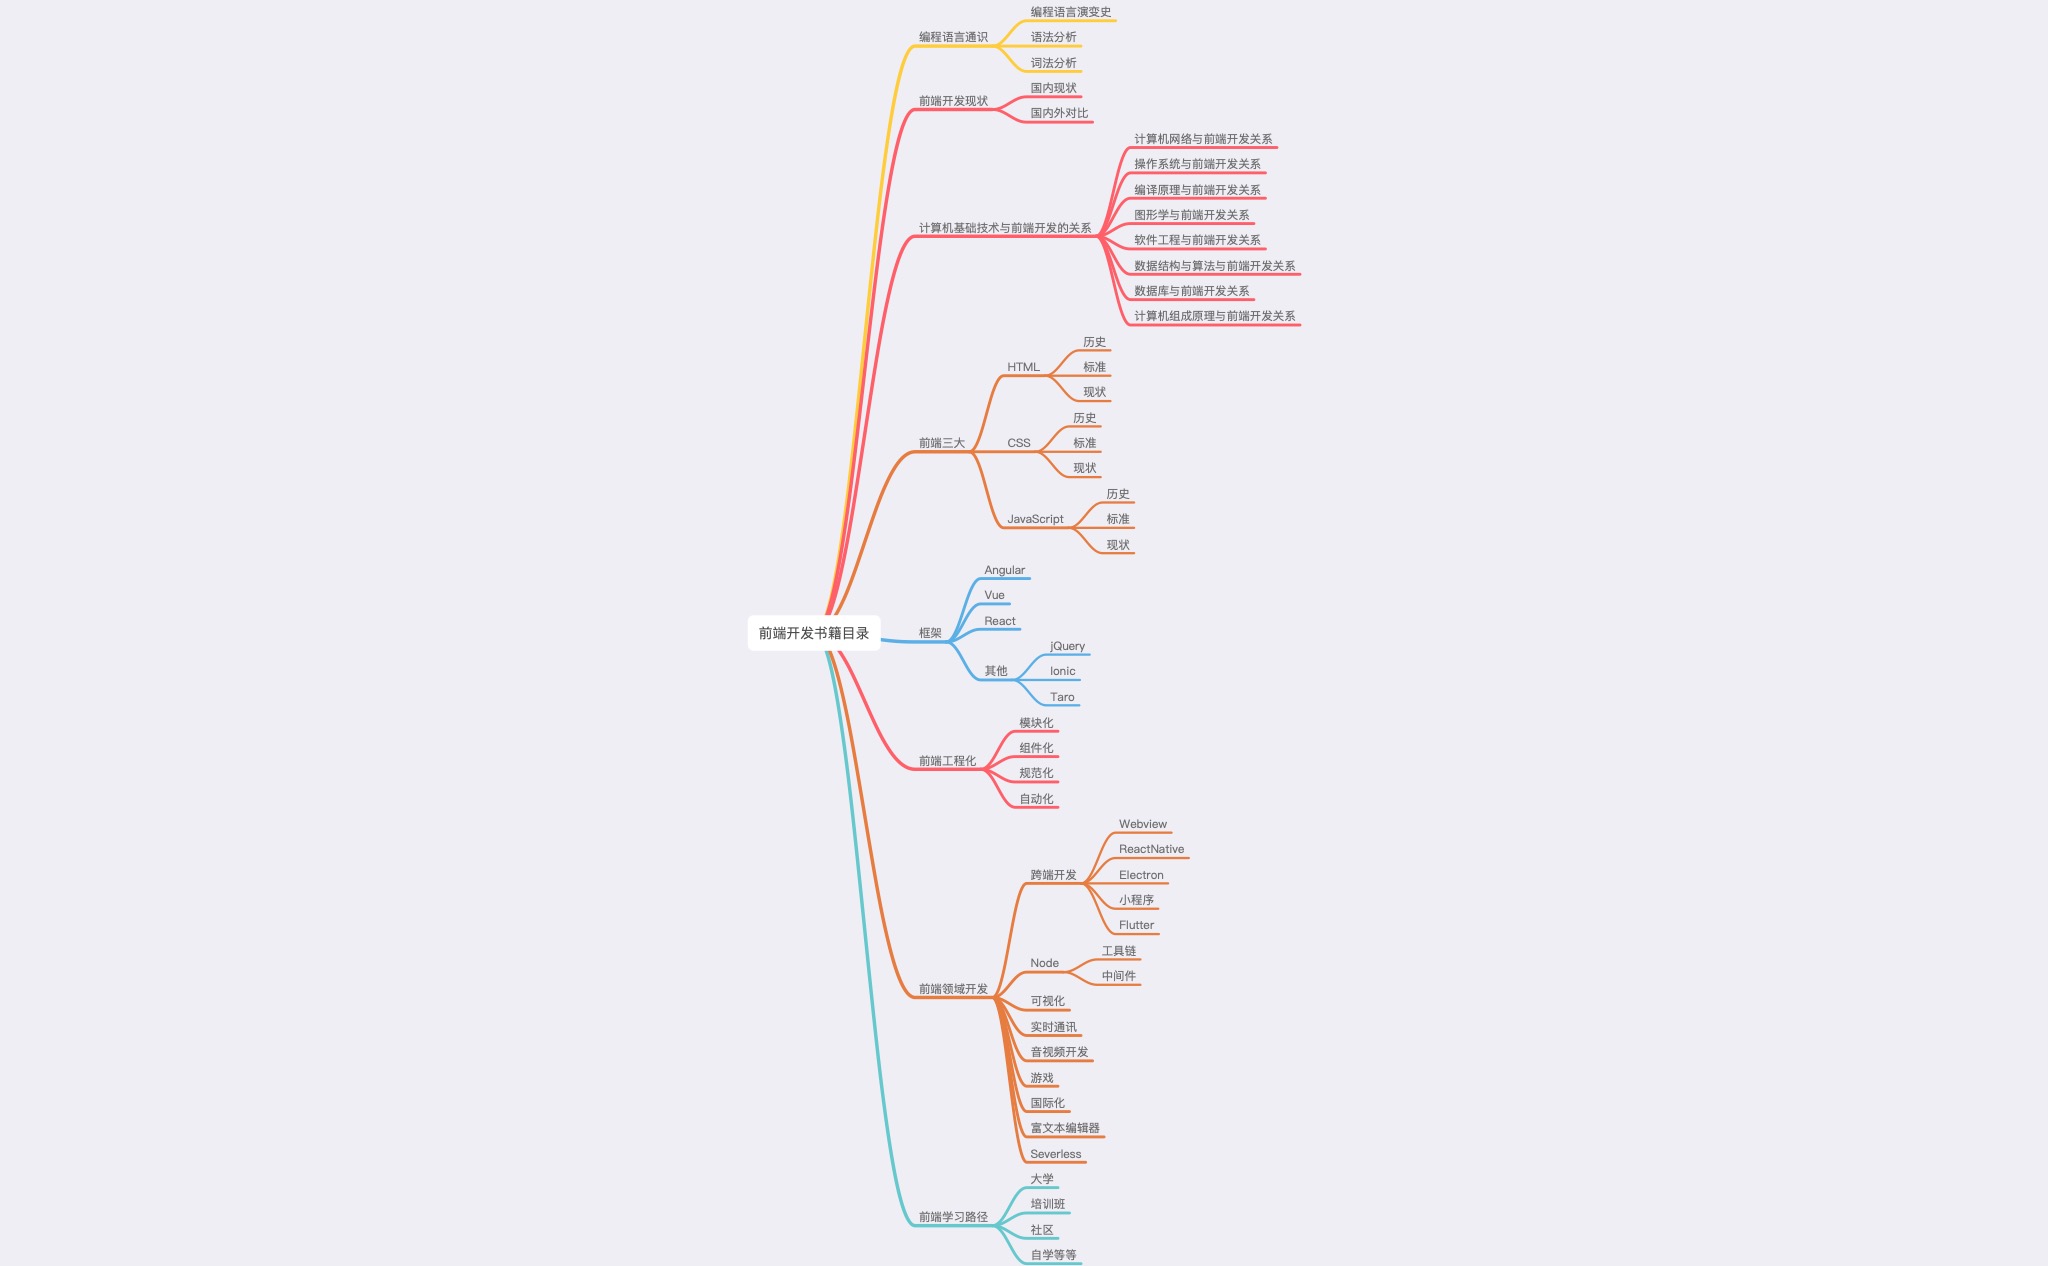 前端开发书籍目录
编程语言通识
编程语言演变史
语法分析
词法分析
前端开发现状
国内现状
国内外对比
计算机基础技术与前端开发的关系
计算机网络与前端开发关系
操作系统与前端开发关系
编译原理与前端开发关系
图形学与前端开发关系
软件工程与前端开发关系
数据结构与算法与前端开发关系
数据库与前端开发关系
计算机组成原理与前端开发关系
前端三大
HTML
历史
标准
现状
CSS
历史
标准
现状
JavaScript
历史
标准
现状
框架
Angular
Vue
React
其他
jQuery
Ionic
Taro
前端工程化
模块化
组件化
规范化
自动化
前端领域开发
跨端开发
Webview
ReactNative
Electron
小程序
Flutter
Node
工具链
中间件
可视化
实时通讯
音视频开发
游戏
国际化
富文本编辑器
Severless
前端学习路径
大学
培训班
社区
自学等等